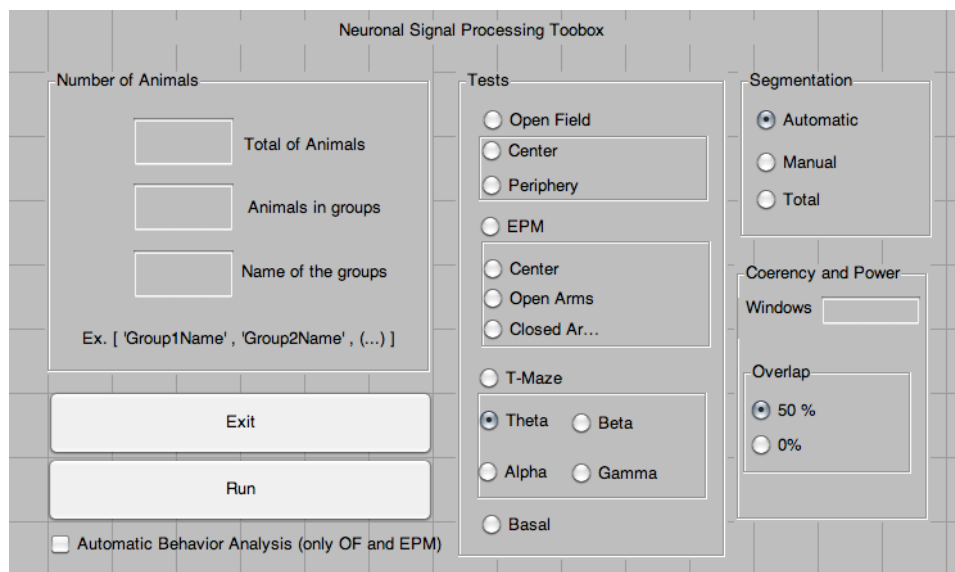 Neuronal Signal Processing Toobox
Number of Animals
Total of Animals
Animals in groups
Name of the groups
Ex. [ 'Group1Name' , 'Group2Name' , (...) ]
Exit
Run
Automatic Behavior Analysis (only OF and EPM)
Tests
Open Field
Center
Periphery
EPM
Center
Open Arms
Closed Ar...
T-Maze
Theta Beta
Alpha Gamma
Basal
Segmentation
Automatic
Manual
Total
Coerency and Power
Windows
Overlap
50 %
0%